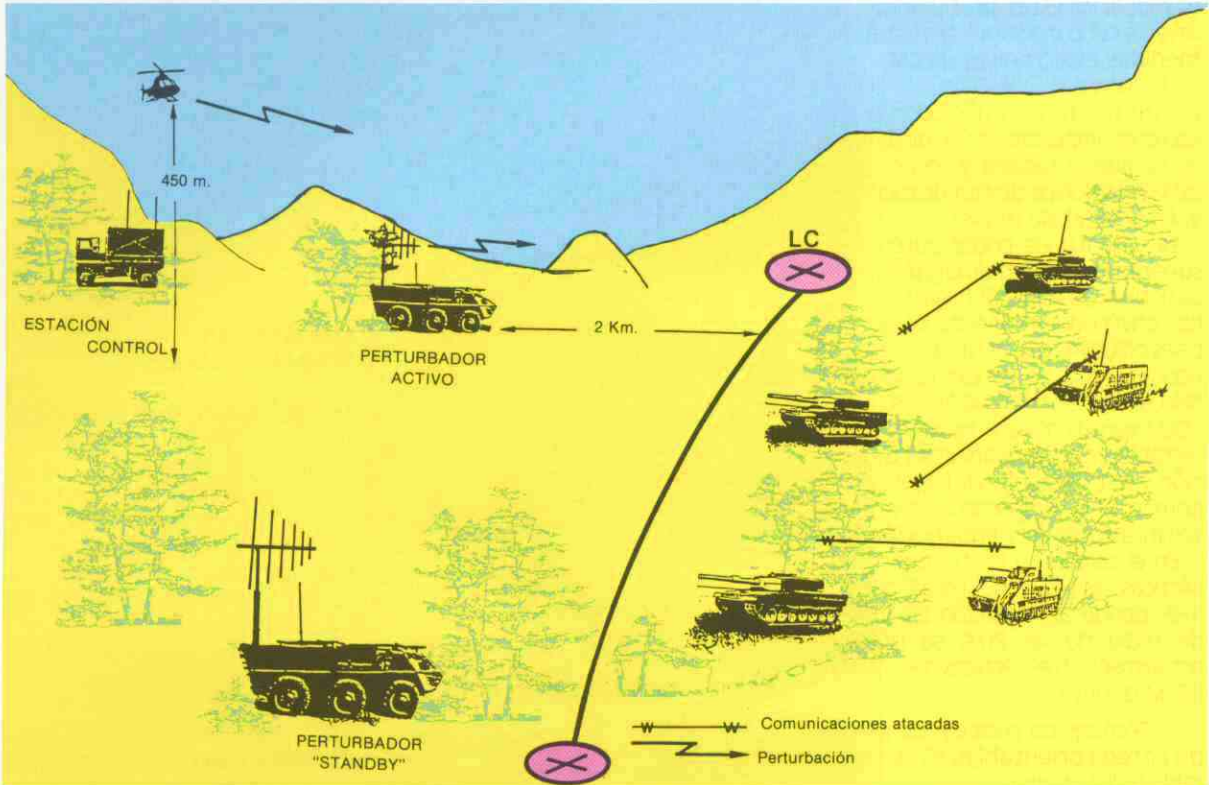 450 m.
LC
ESTACIÓN
CONTROL
2 Km.
PERTURBADOR
ACTIVO
PERTURBADOR
"STANDBY"
Comunicaciones atacadas
Perturbación